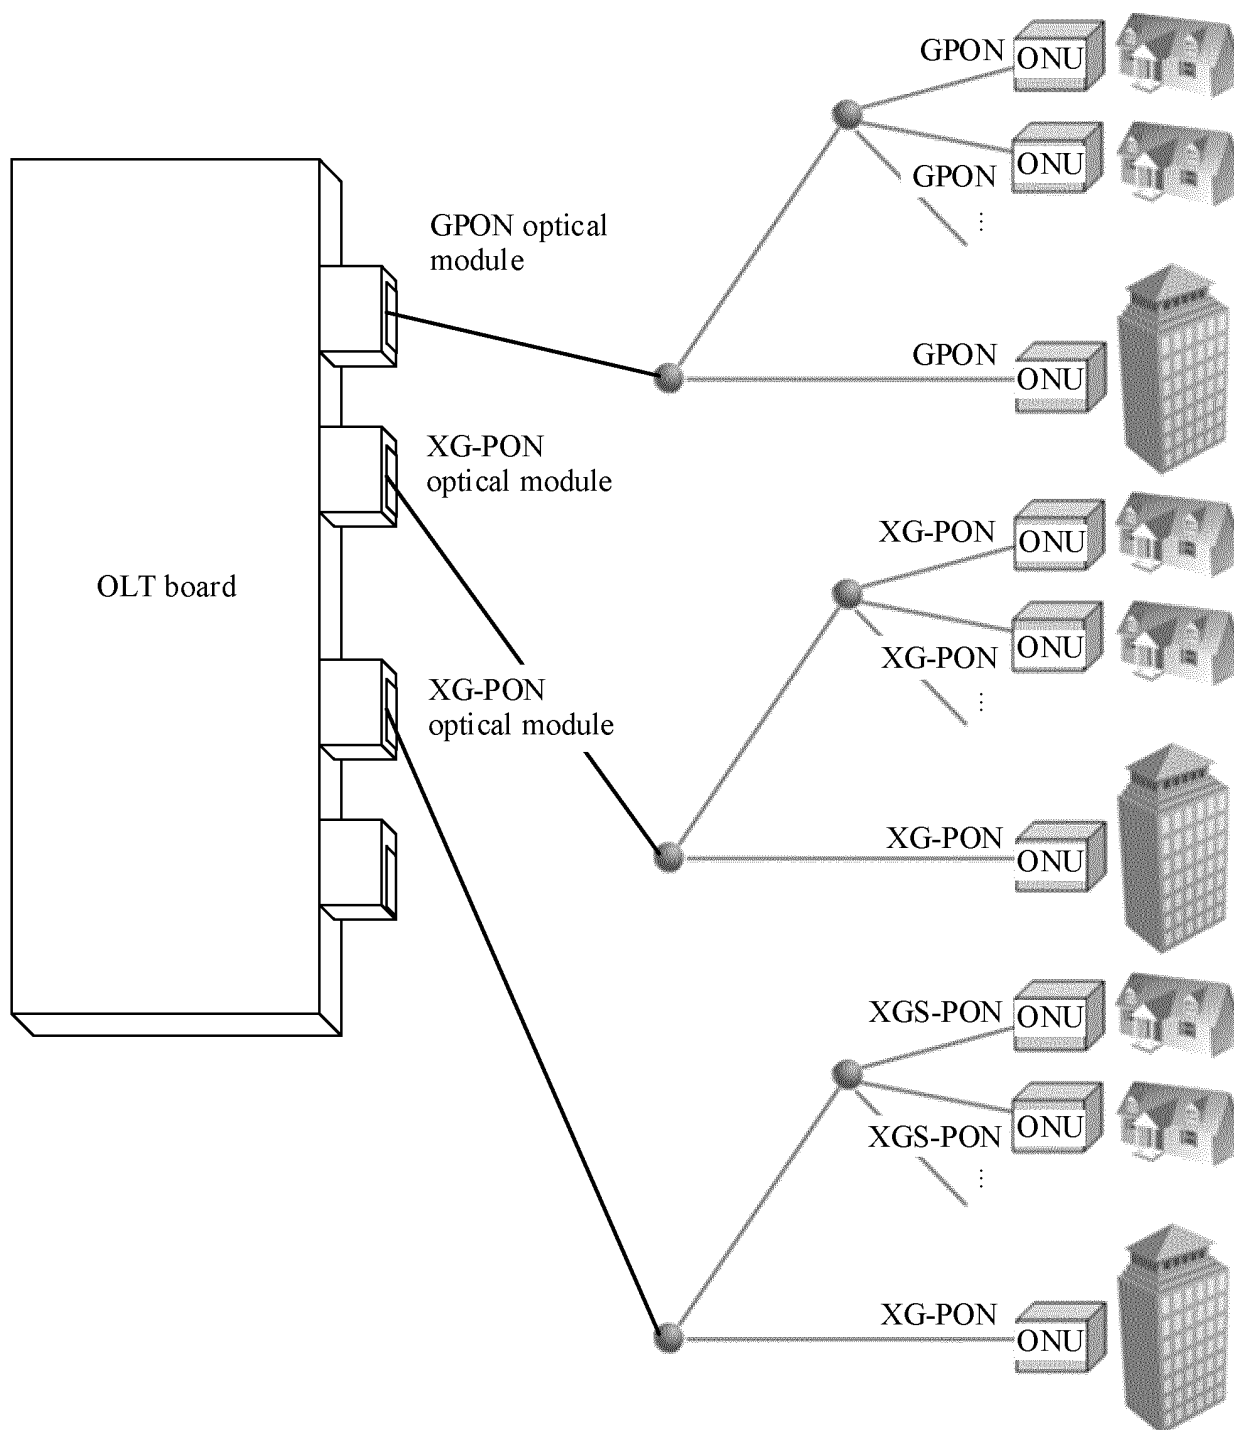 GPON
ONU
ONU
GPON
⋮
GPON optical
module
GPON
ONU
XG-PON
optical module
XG-PON
ONU
OLT board
ONU
XG-PON
⋮
XG-PON
optical module
XG-PON
ONU
XGS-PON
ONU
ONU
XGS-PON
⋮
XG-PON
ONU